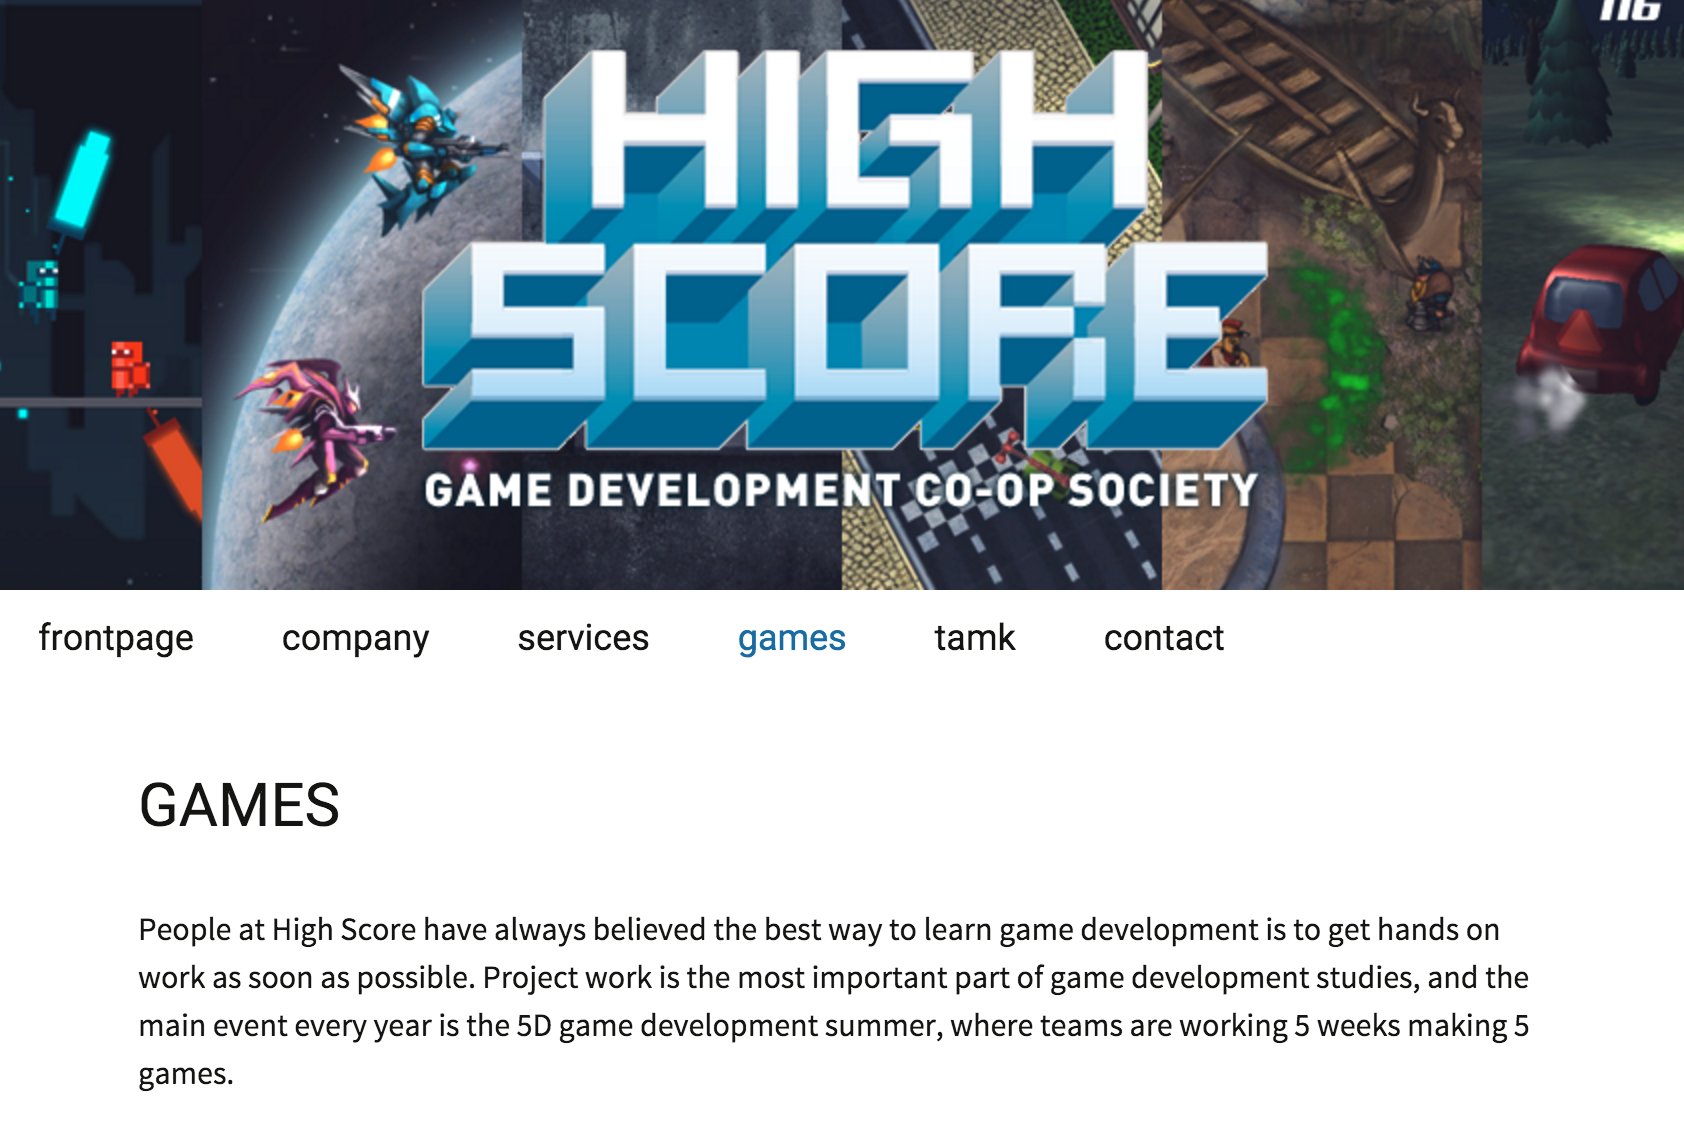 116
HIGH
SCORE
GAME DEVELOPMENT CO-OP SOCIETY
frontpage company services games tamk contact
GAMES
People at High Score have always believed the best way to learn game development is to get hands on
work as soon as possible. Project work is the most important part of game development studies, and the
main event every year is the 5D game development summer, where teams are working 5 weeks making 5
games.